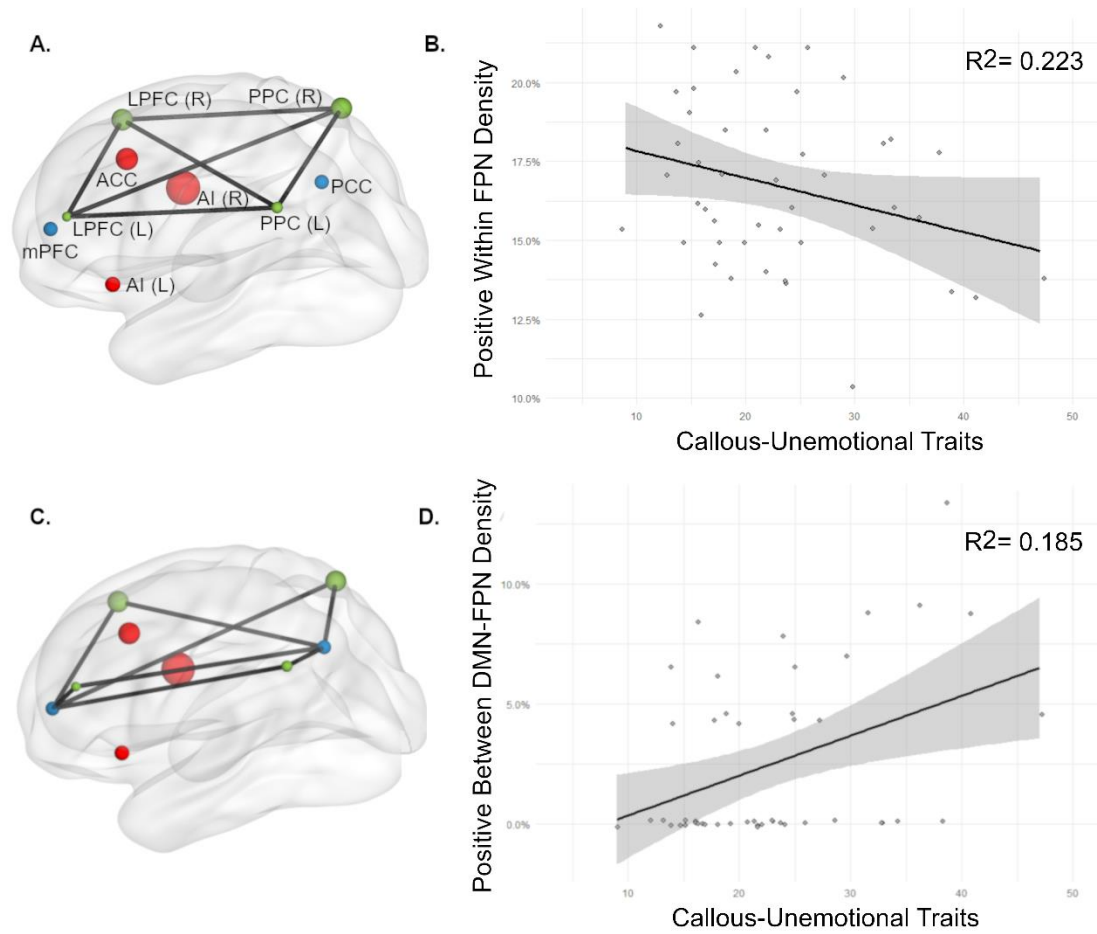 A.
LPFC (R)
PPC (R)
ACC
AI (R)
PCC
LPFC (L)
PPC (L)
mPFC
AI (L)
B.
R2= 0.223
Positive Within FPN Density
20.0%
17.5%
15.0%
12.5%
10.0%
10 20 30 40 50
Callous-Unemotional Traits
C.
D.
R2= 0.185
Positive Between DMN-FPN Density
10.0%
5.0%
0.0%
10 20 30 40 50
Callous-Unemotional Traits